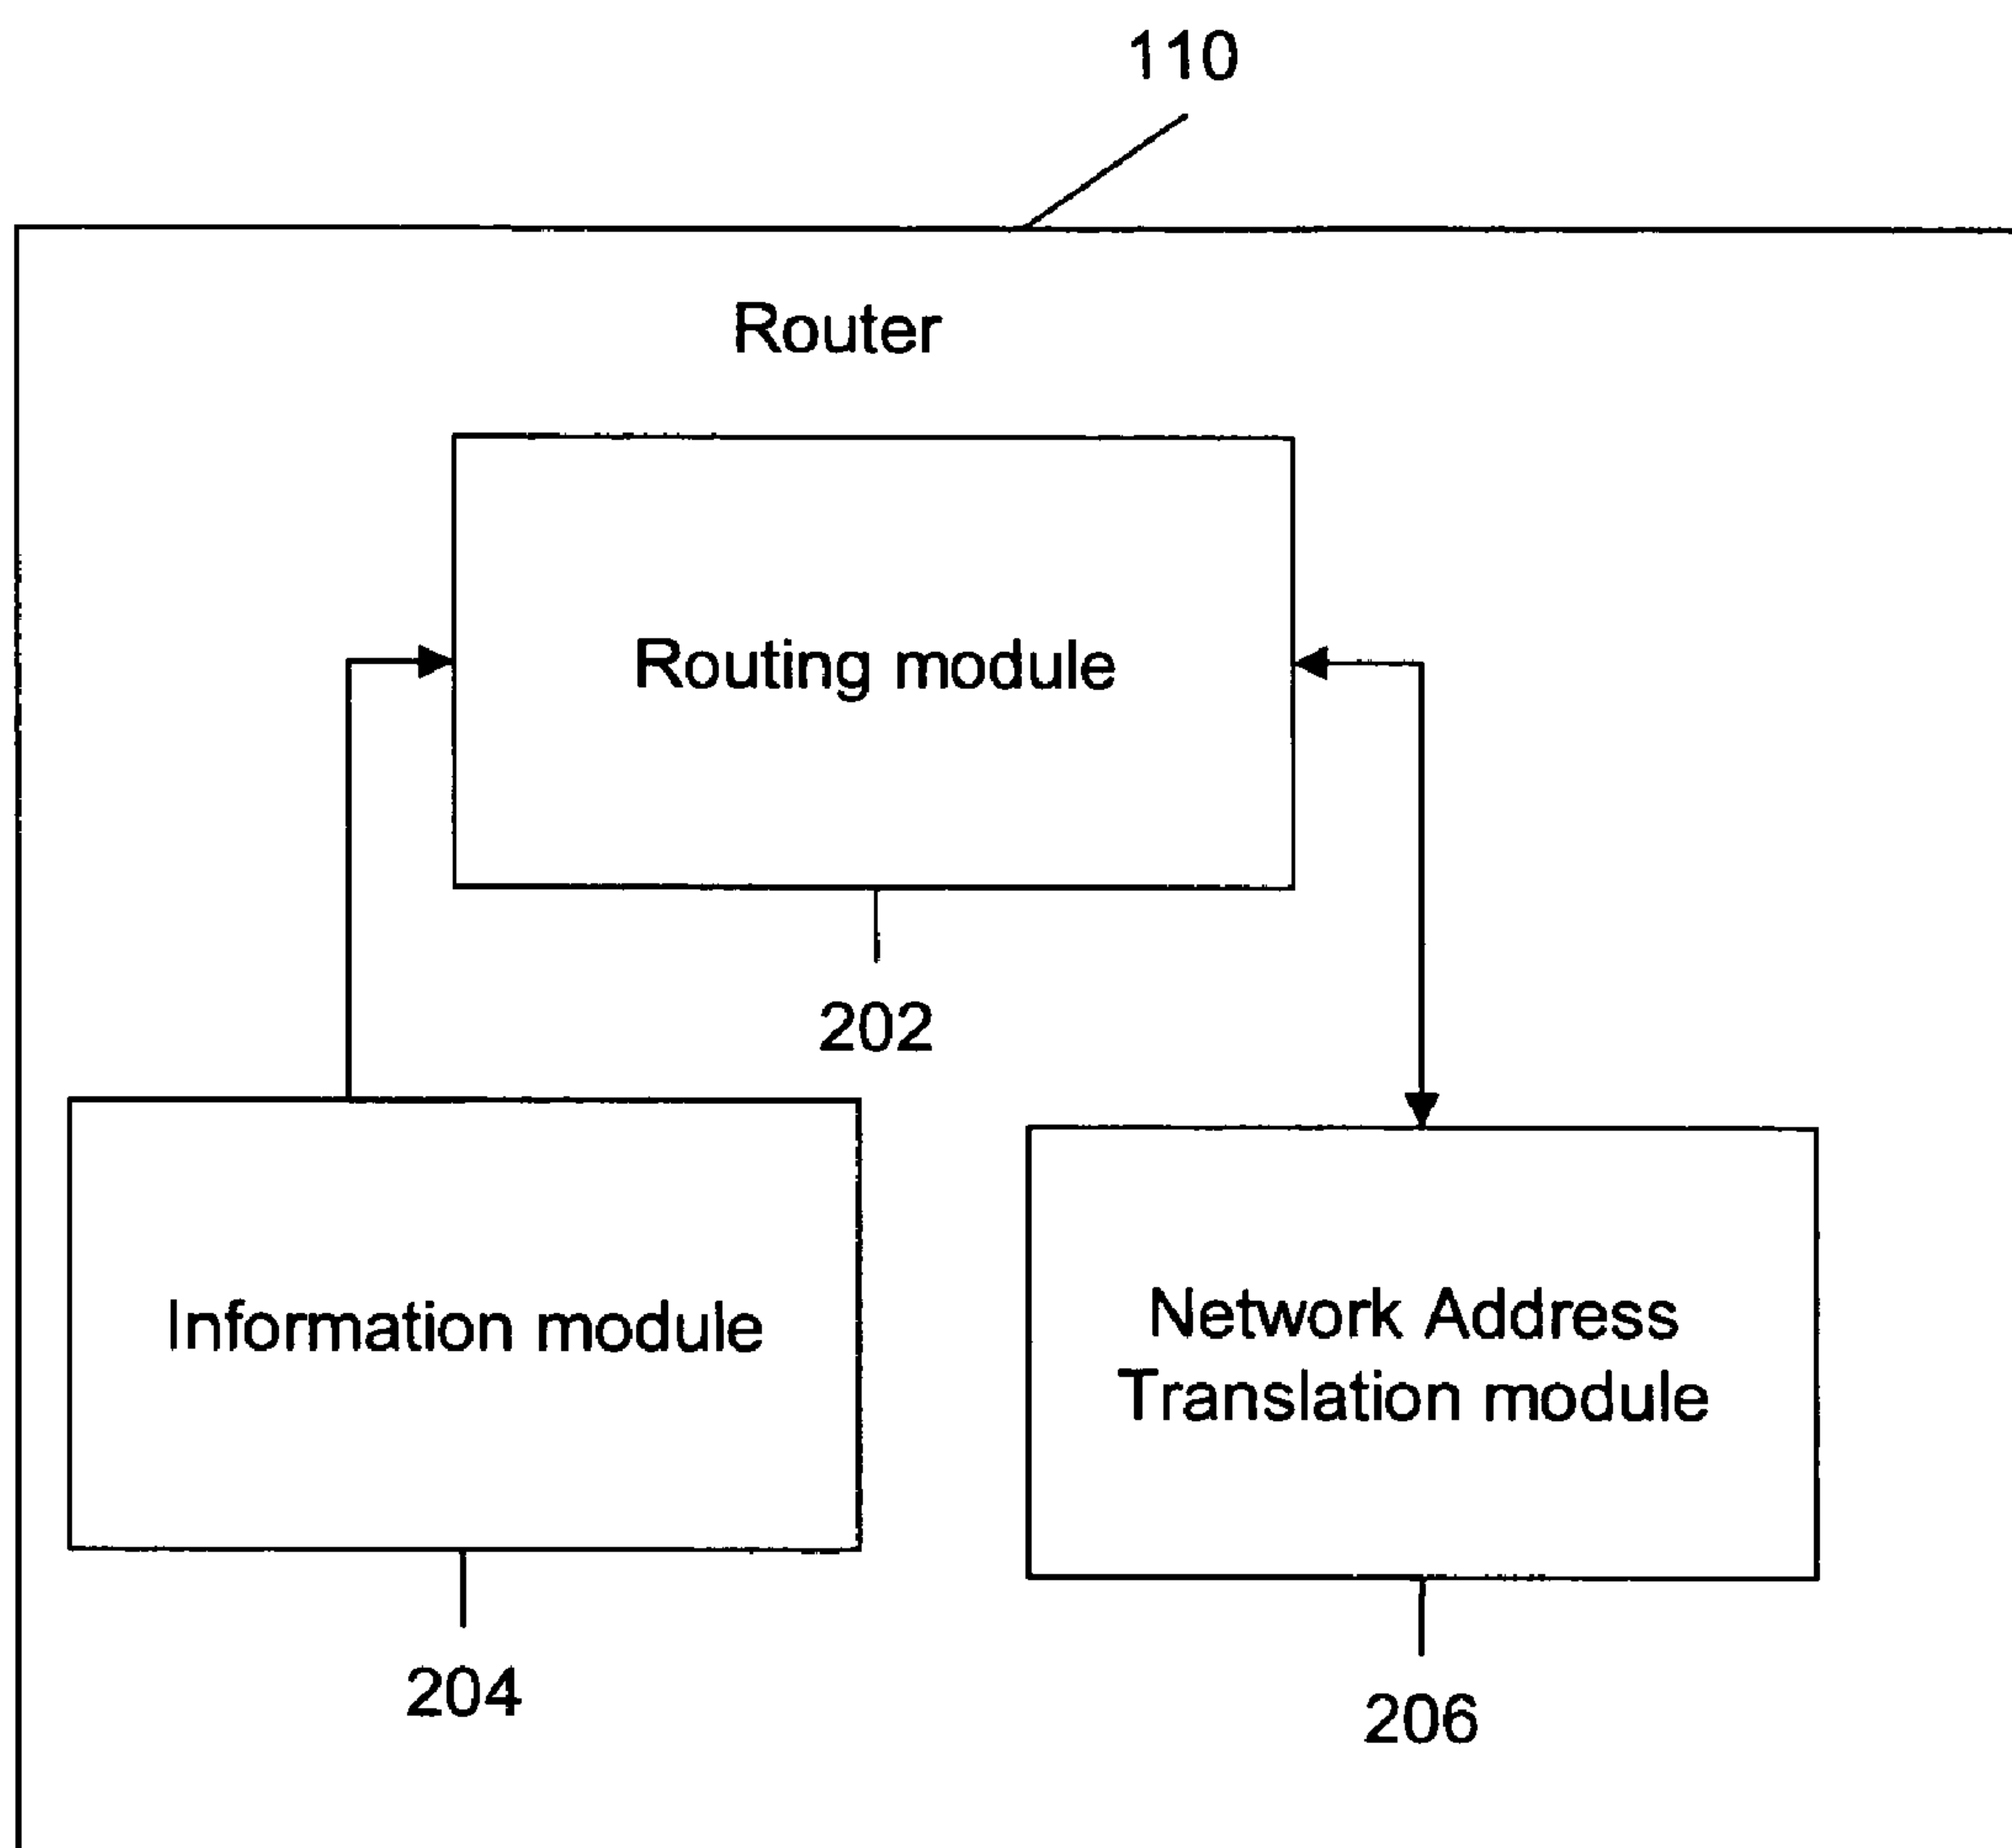 110
Router
Routing module
202
Information module
Network Address
Translation module
204
206